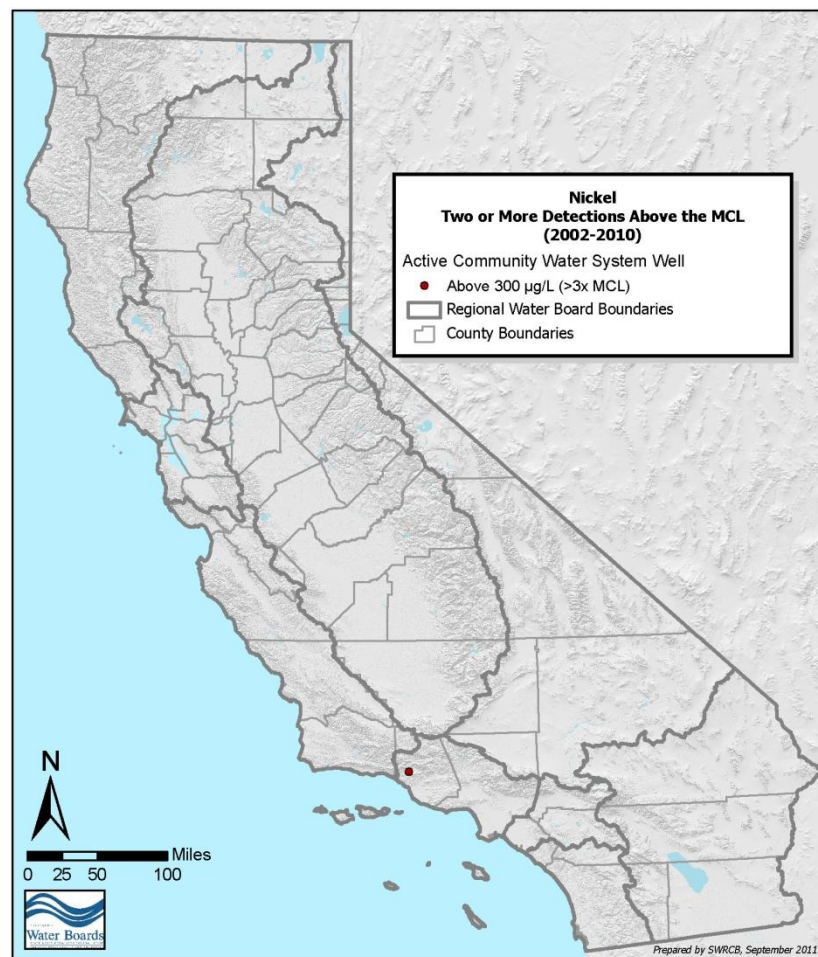 Nickel
Two or More Detections Above the MCL
(2002-2010)
Active Community Water System Well
Above 300 µg/L (>3x MCL)
Regional Water Board Boundaries
County Boundaries
N
Miles
0 25 50 100
Water Boards
Prepared by SWRCB, September 2011